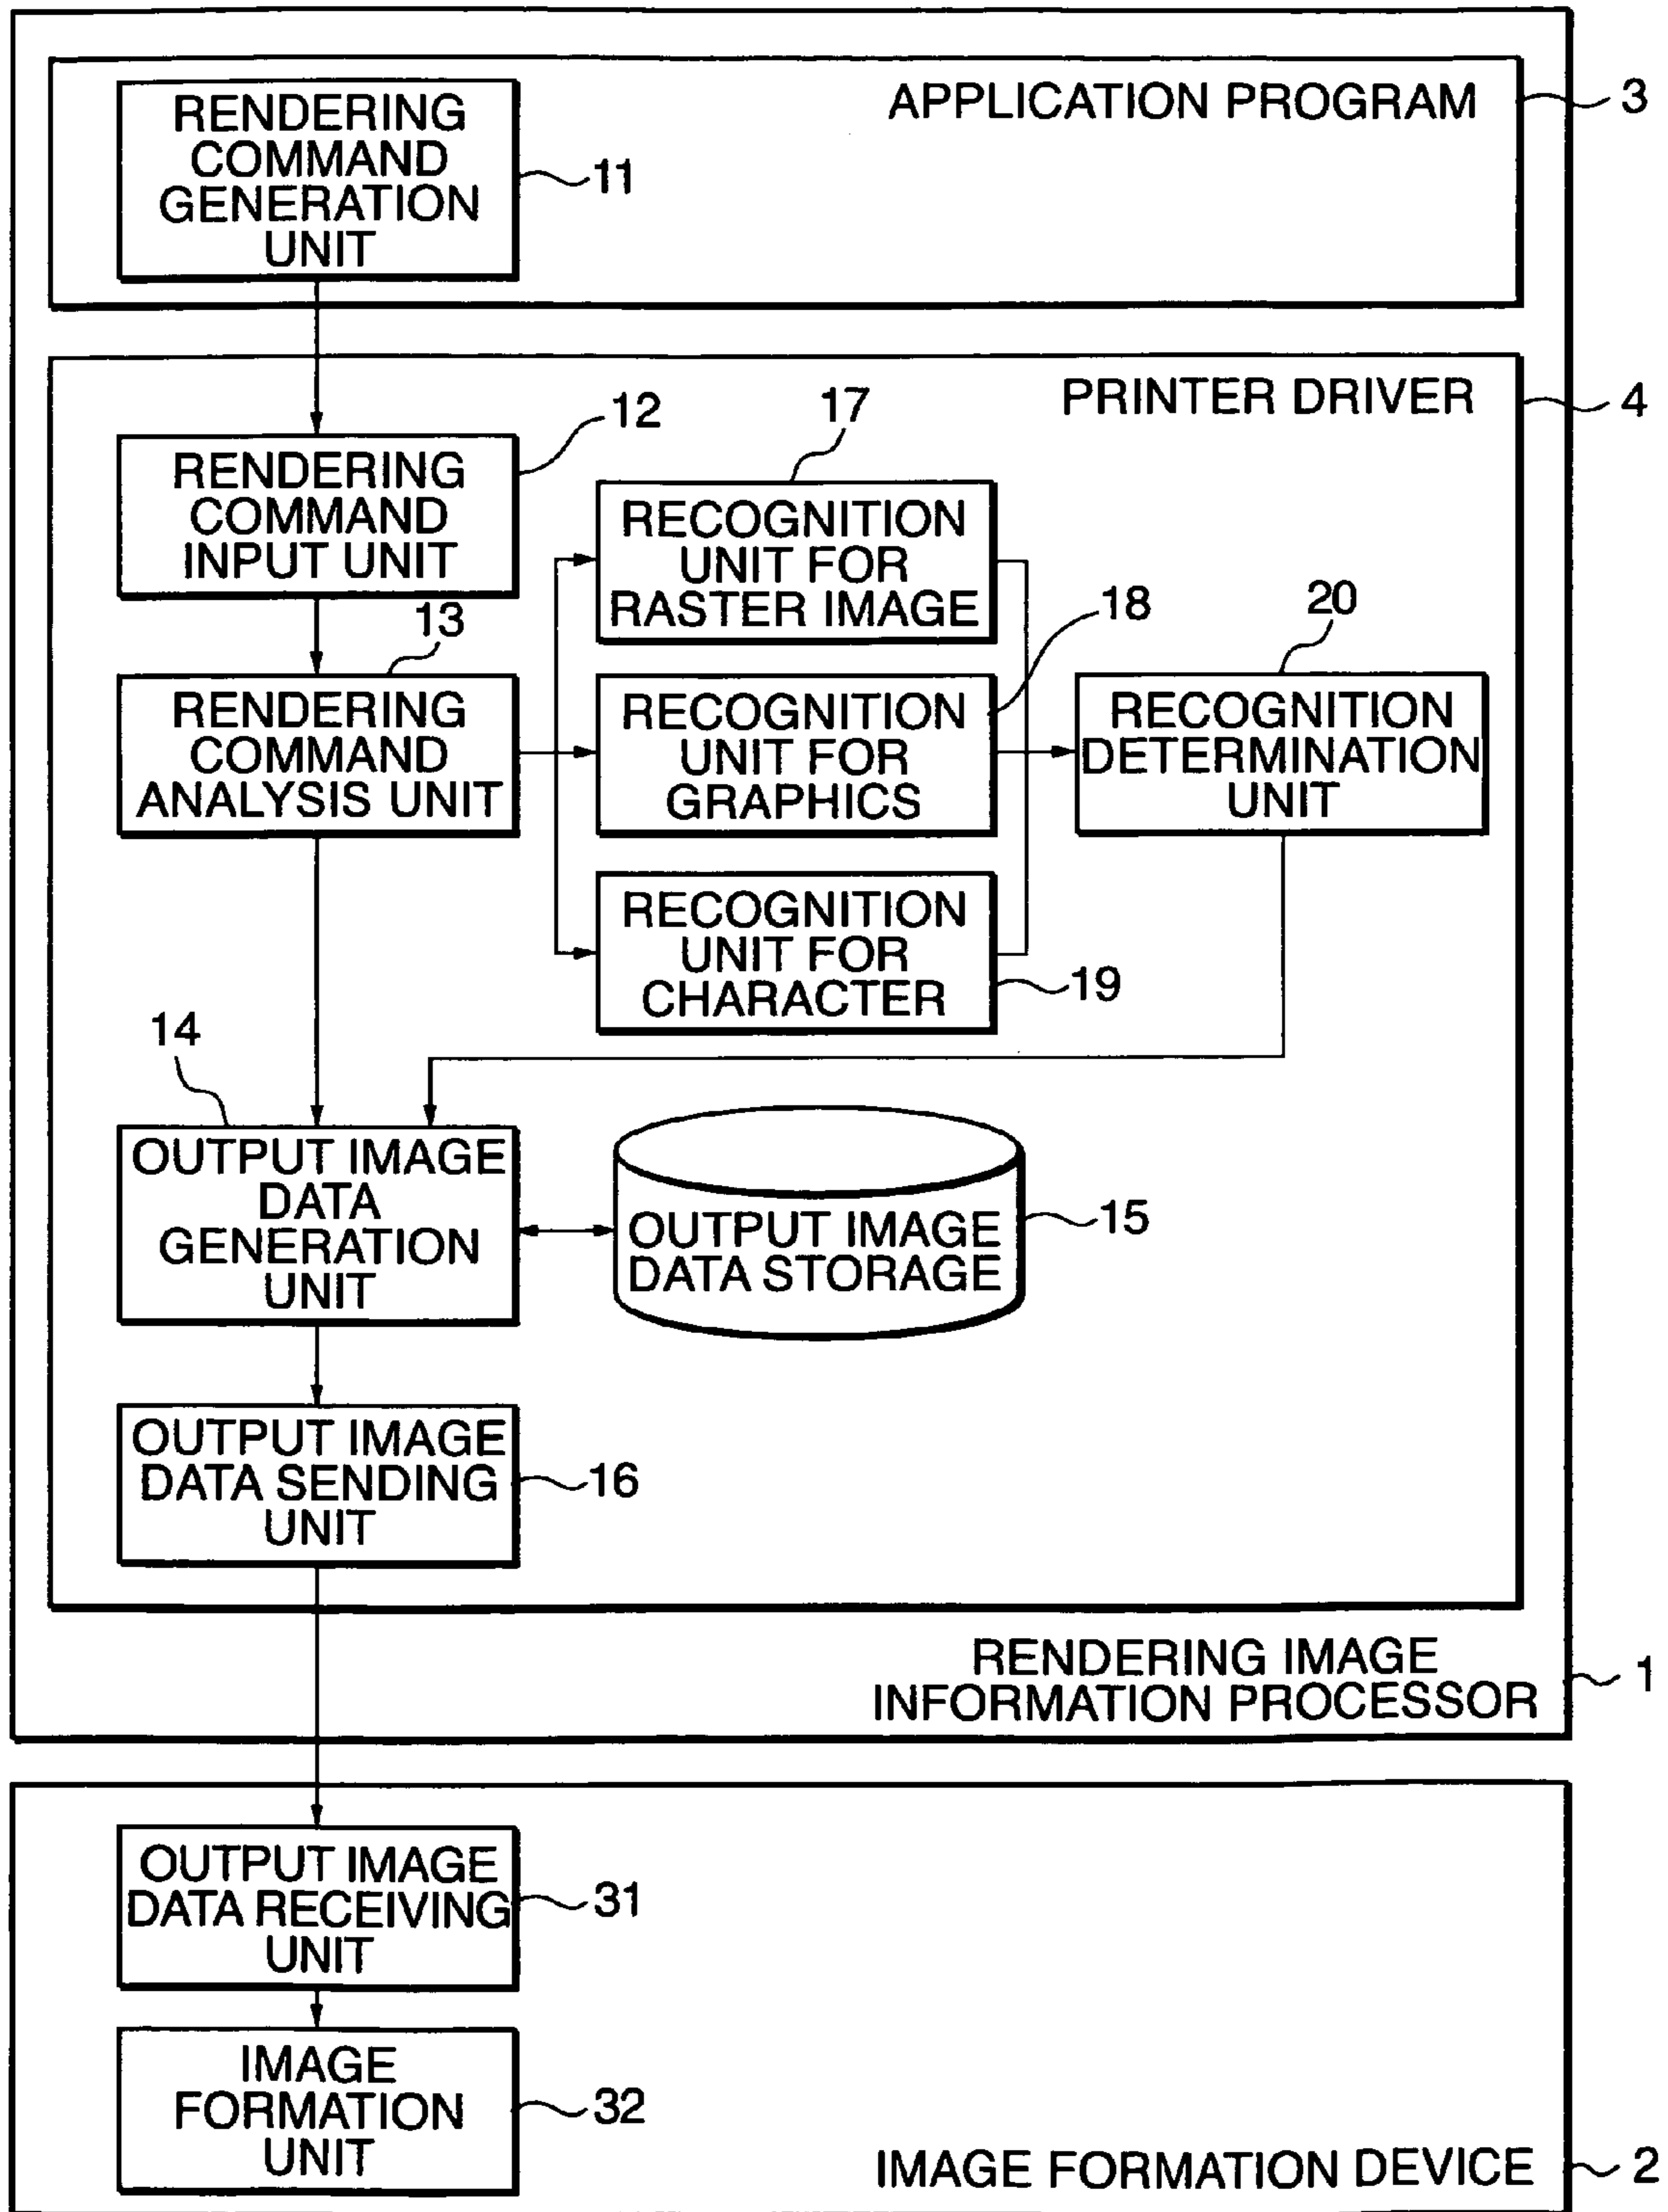 APPLICATION PROGRAM
3
RENDERING
COMMAND
GENERATION
UNIT
11
PRINTER DRIVER
4
12
RENDERING
COMMAND
INPUT UNIT
17
RECOGNITION
UNIT FOR
RASTER IMAGE
13
RENDERING
COMMAND
ANALYSIS UNIT
18
RECOGNITION
UNIT FOR
GRAPHICS
20
RECOGNITION
DETERMINATION
UNIT
RECOGNITION
UNIT FOR
CHARACTER
19
14
OUTPUT IMAGE
DATA
GENERATION
UNIT
OUTPUT IMAGE
DATA STORAGE
15
OUTPUT IMAGE
DATA SENDING
UNIT
16
RENDERING IMAGE
INFORMATION PROCESSOR
1
OUTPUT IMAGE
DATA RECEIVING
UNIT
31
IMAGE
FORMATION
UNIT
32
IMAGE FORMATION DEVICE
2